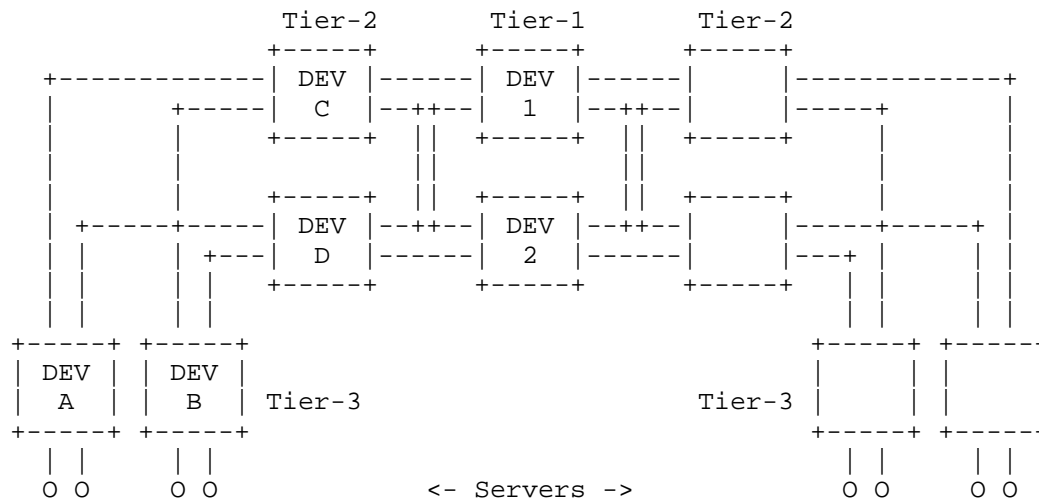 Tier-2 Tier-1 Tier-2
DEV DEV
C 1
DEV DEV
D 2
DEV DEV
A B Tier-3 Tier-3
O O O O <- Servers -> O O O O